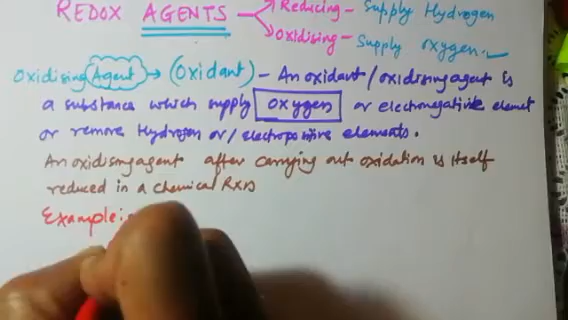 REDOX AGENTS → Reducing - Supply Hydrogen
→ Oxidising - Supply oxygen.
Oxidising Agent → (Oxidant) - An oxidant/oxidising agent is
a substance which supply oxygen or electronegative elemet
or remove Hydrogen or/electropositive elements.
An oxidising agent after carrying out oxidation is itself
reduced in a chemical Rxn
Example: